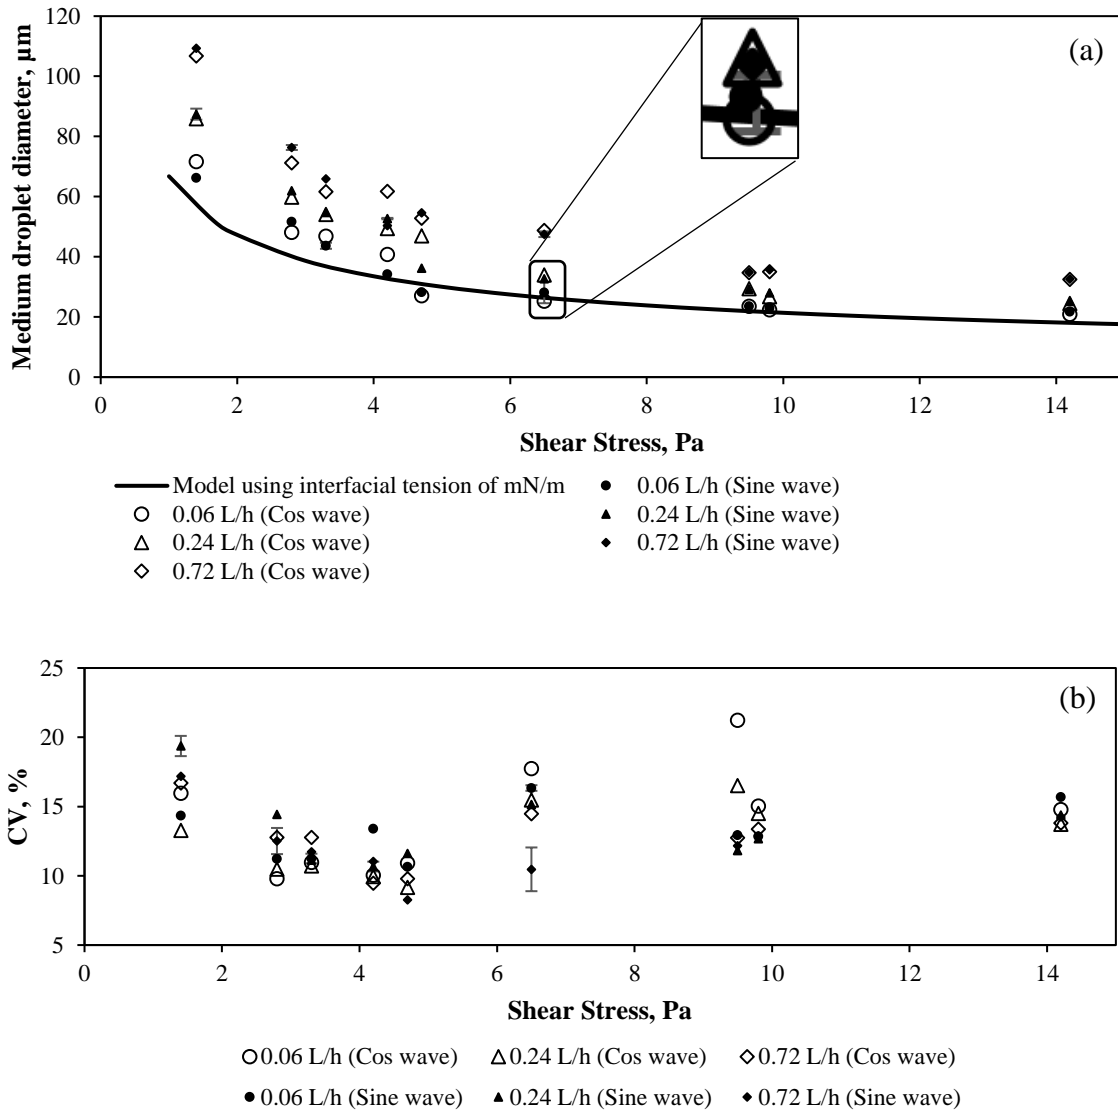 120
100
80
60
40
20
0
Medium droplet diameter, µm
(a)
0 2 4 6 8 10 12 14
Shear Stress, Pa
Model using interfacial tension of mN/m
0.06 L/h (Sine wave)
0.06 L/h (Cos wave)
0.24 L/h (Sine wave)
0.24 L/h (Cos wave)
0.72 L/h (Sine wave)
0.72 L/h (Cos wave)
25
20
15
10
5
CV, %
(b)
0 2 4 6 8 10 12 14
Shear Stress, Pa
0.06 L/h (Cos wave) 0.24 L/h (Cos wave) 0.72 L/h (Cos wave)
0.06 L/h (Sine wave) 0.24 L/h (Sine wave) 0.72 L/h (Sine wave)